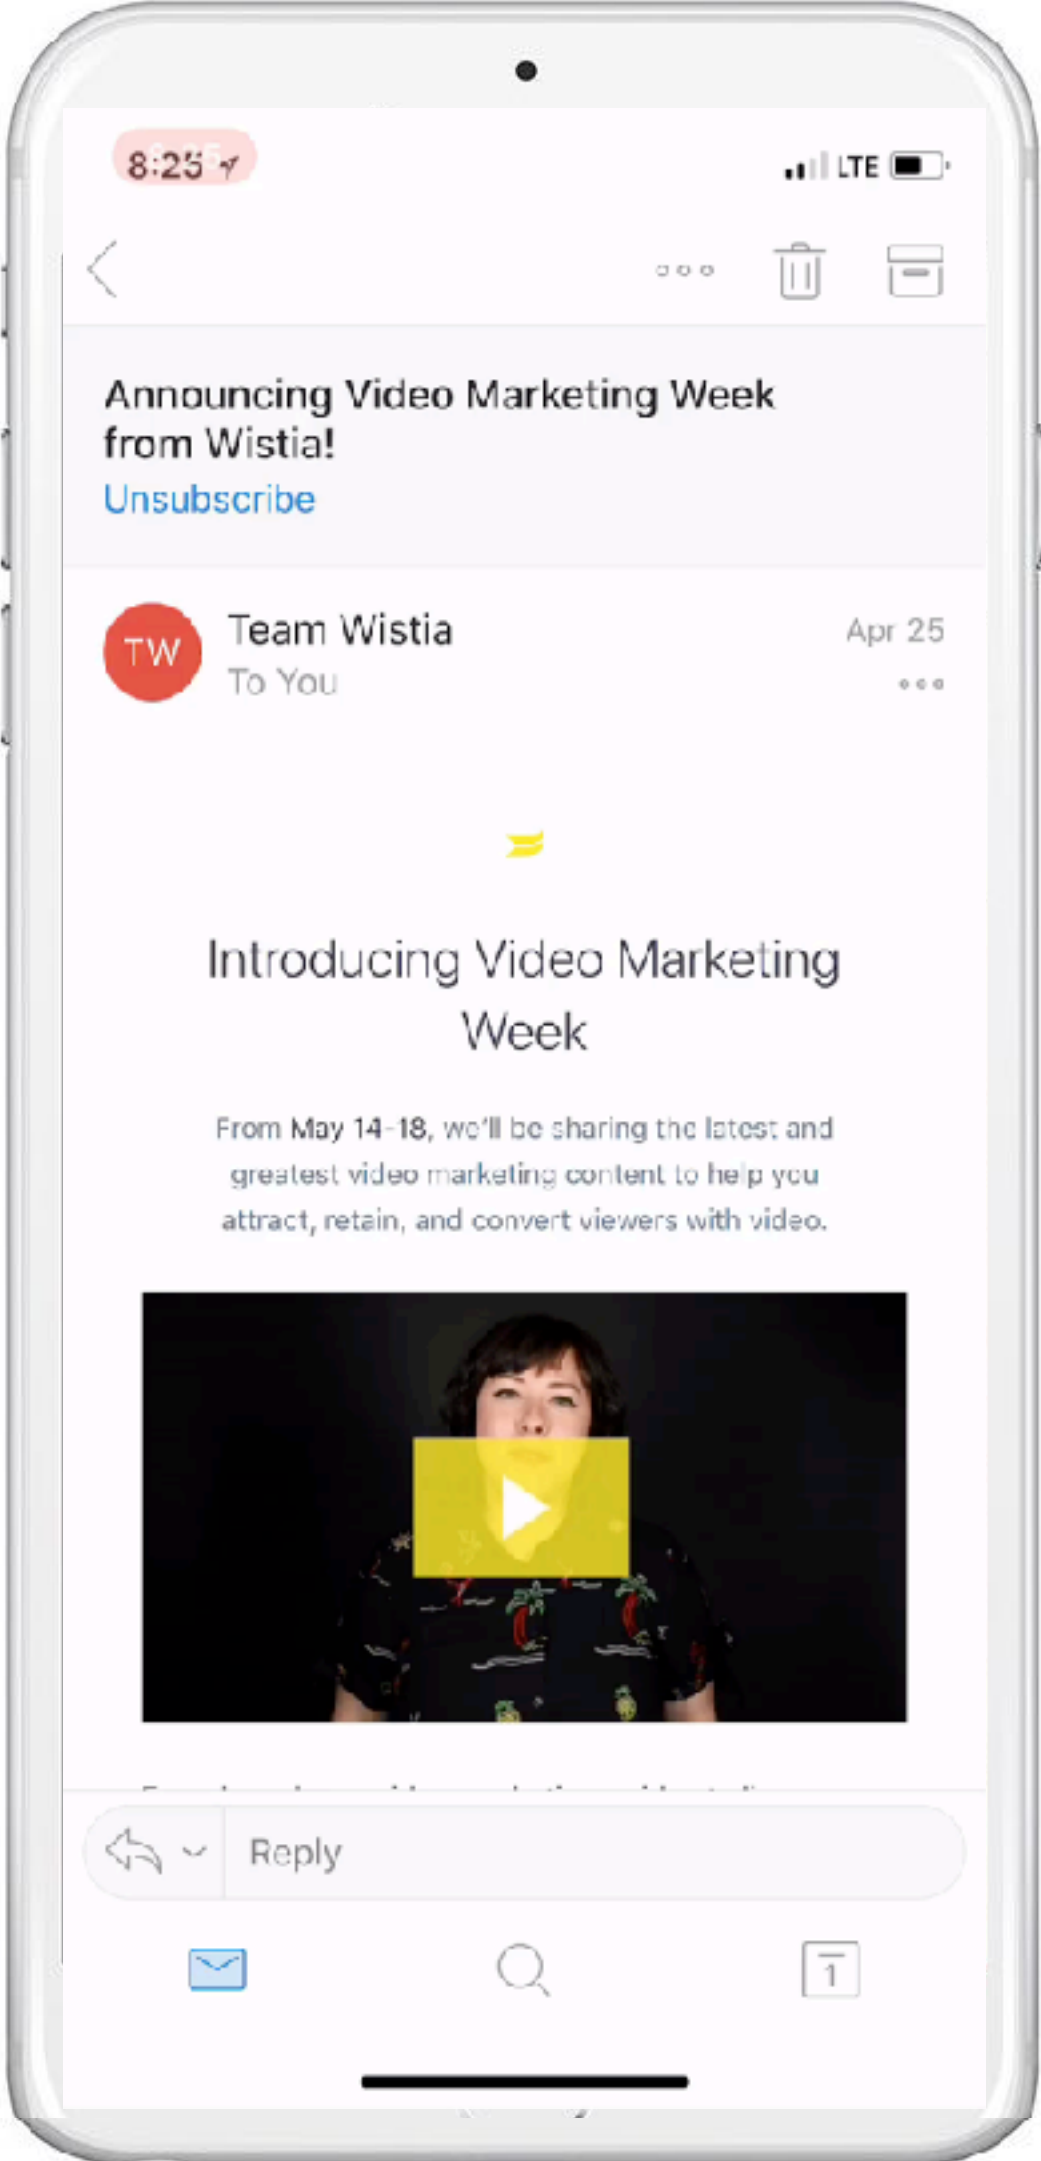 8:25
LTE
Announcing Video Marketing Week
from Wistia!
Unsubscribe
TW
Team Wistia
Apr 25
To You
Introducing Video Marketing
Week
From May 14-18, we'll be sharing the latest and
greatest video marketing content to help you
attract, retain, and convert viewers with video.
Reply
1